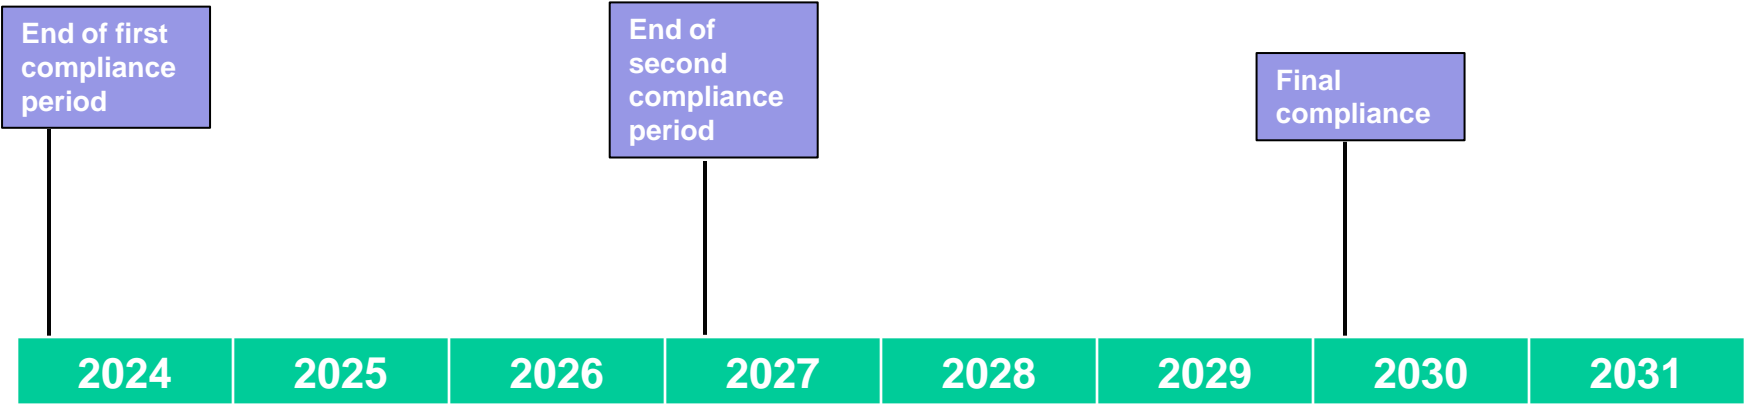 End of first
compliance
period
End of
second
compliance
period
Final
compliance
2024 2025 2026 2027 2028 2029 2030 2031